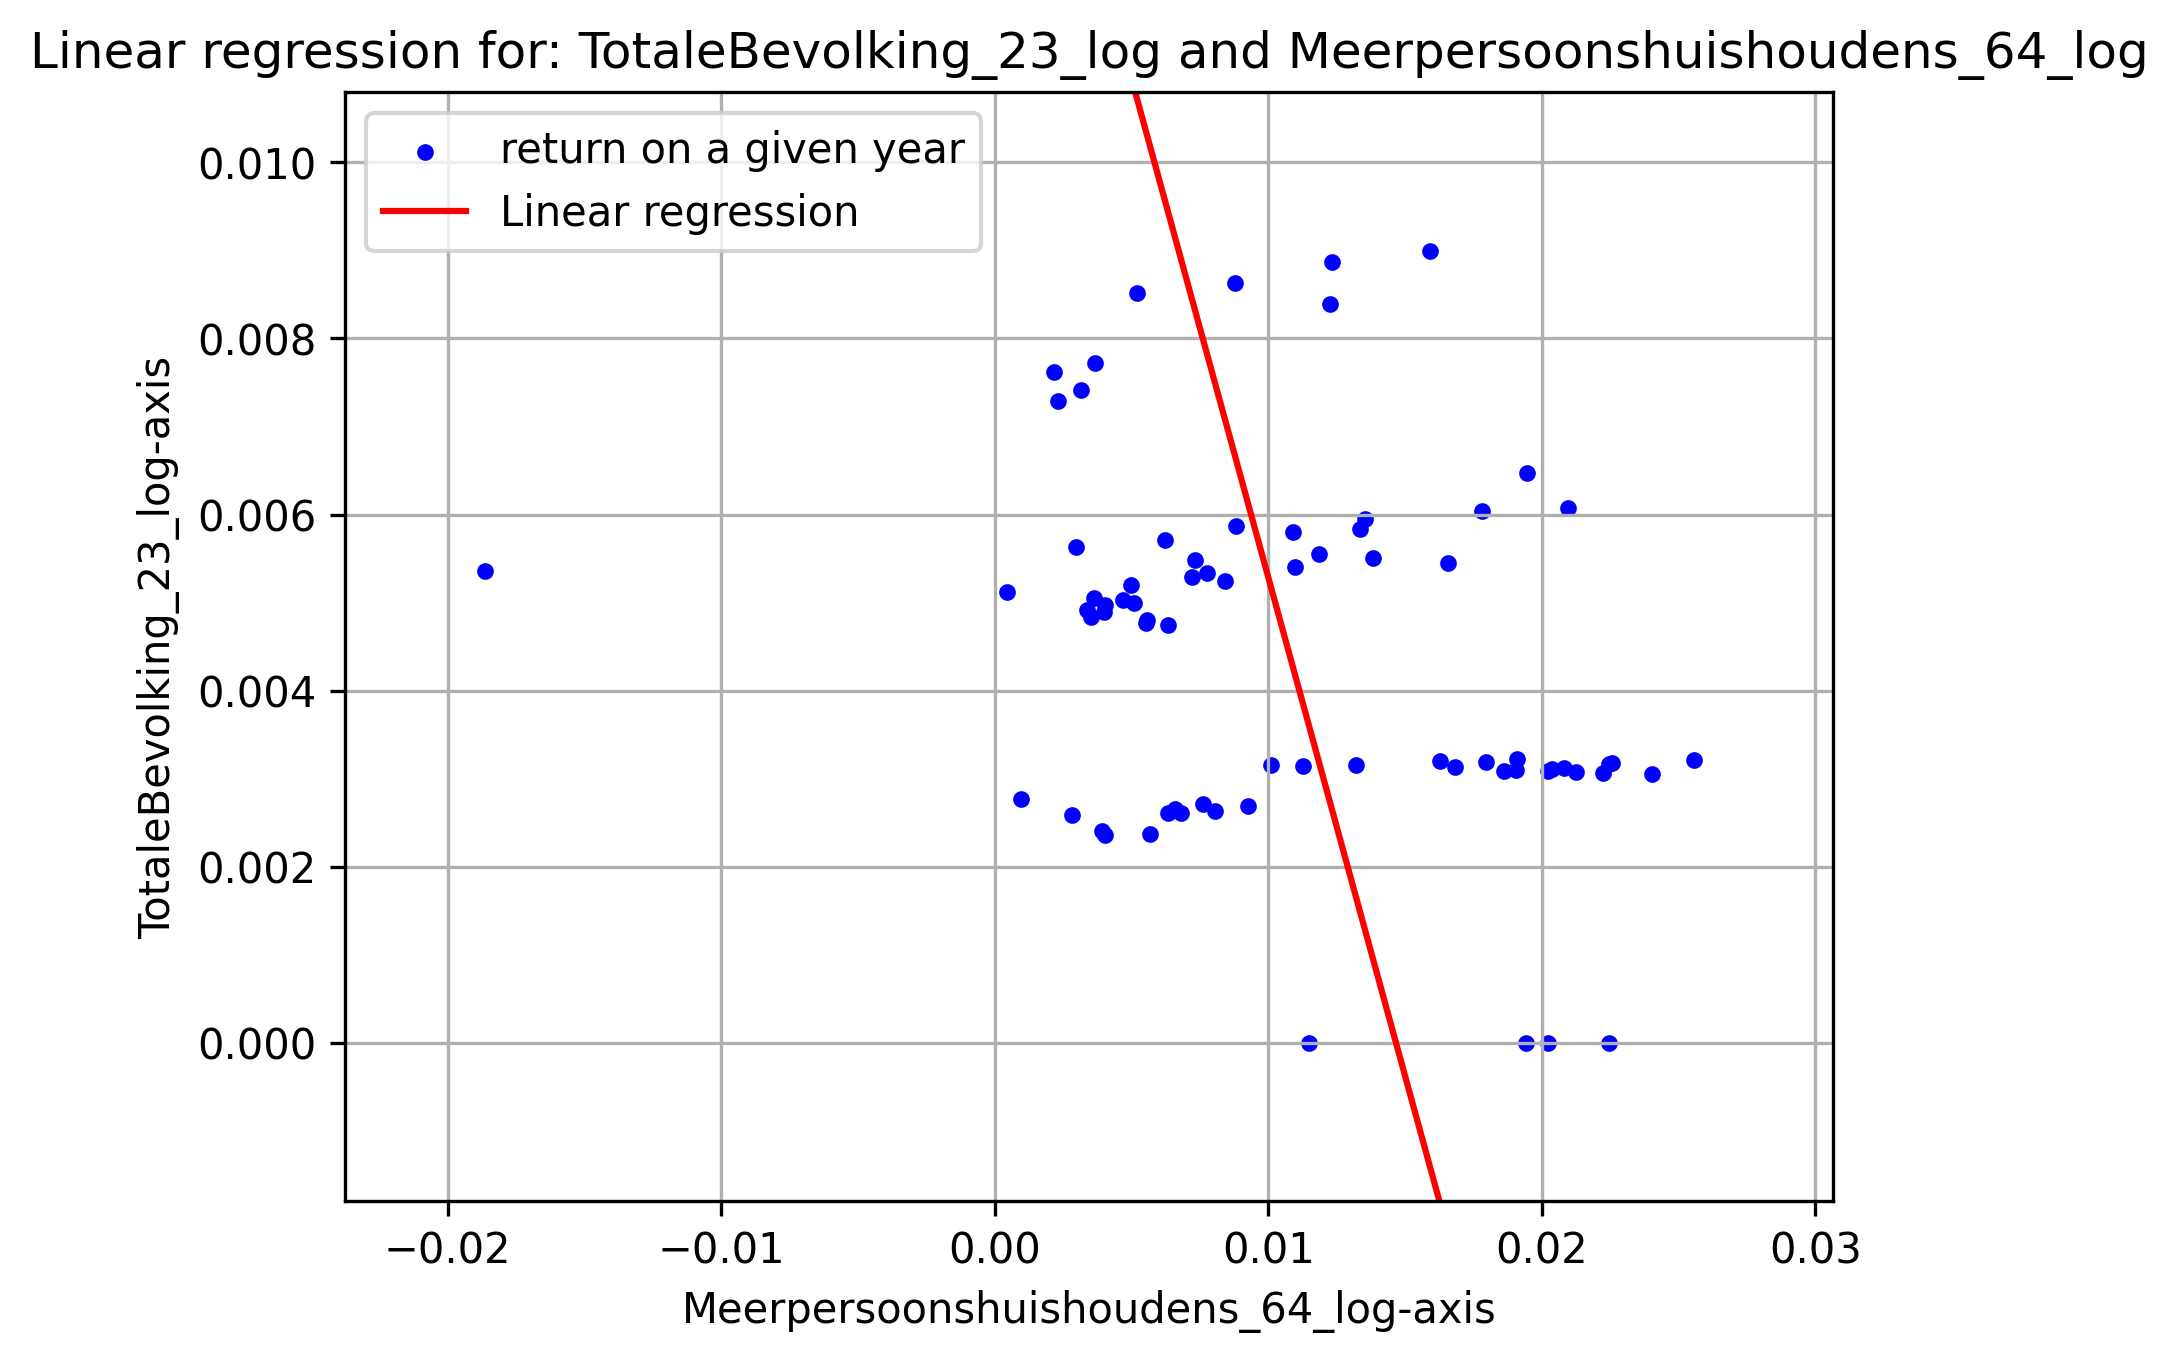 Linear regression for: TotaleBevolking_23_log and Meerpersoonshuishoudens_64_log
return on a given year
Linear regression
TotaleBevolking_23_log-axis
0.010
0.008
0.006
0.004
0.002
0.000
−0.02
−0.01
0.00
0.01
0.02
0.03
Meerpersoonshuishoudens_64_log-axis